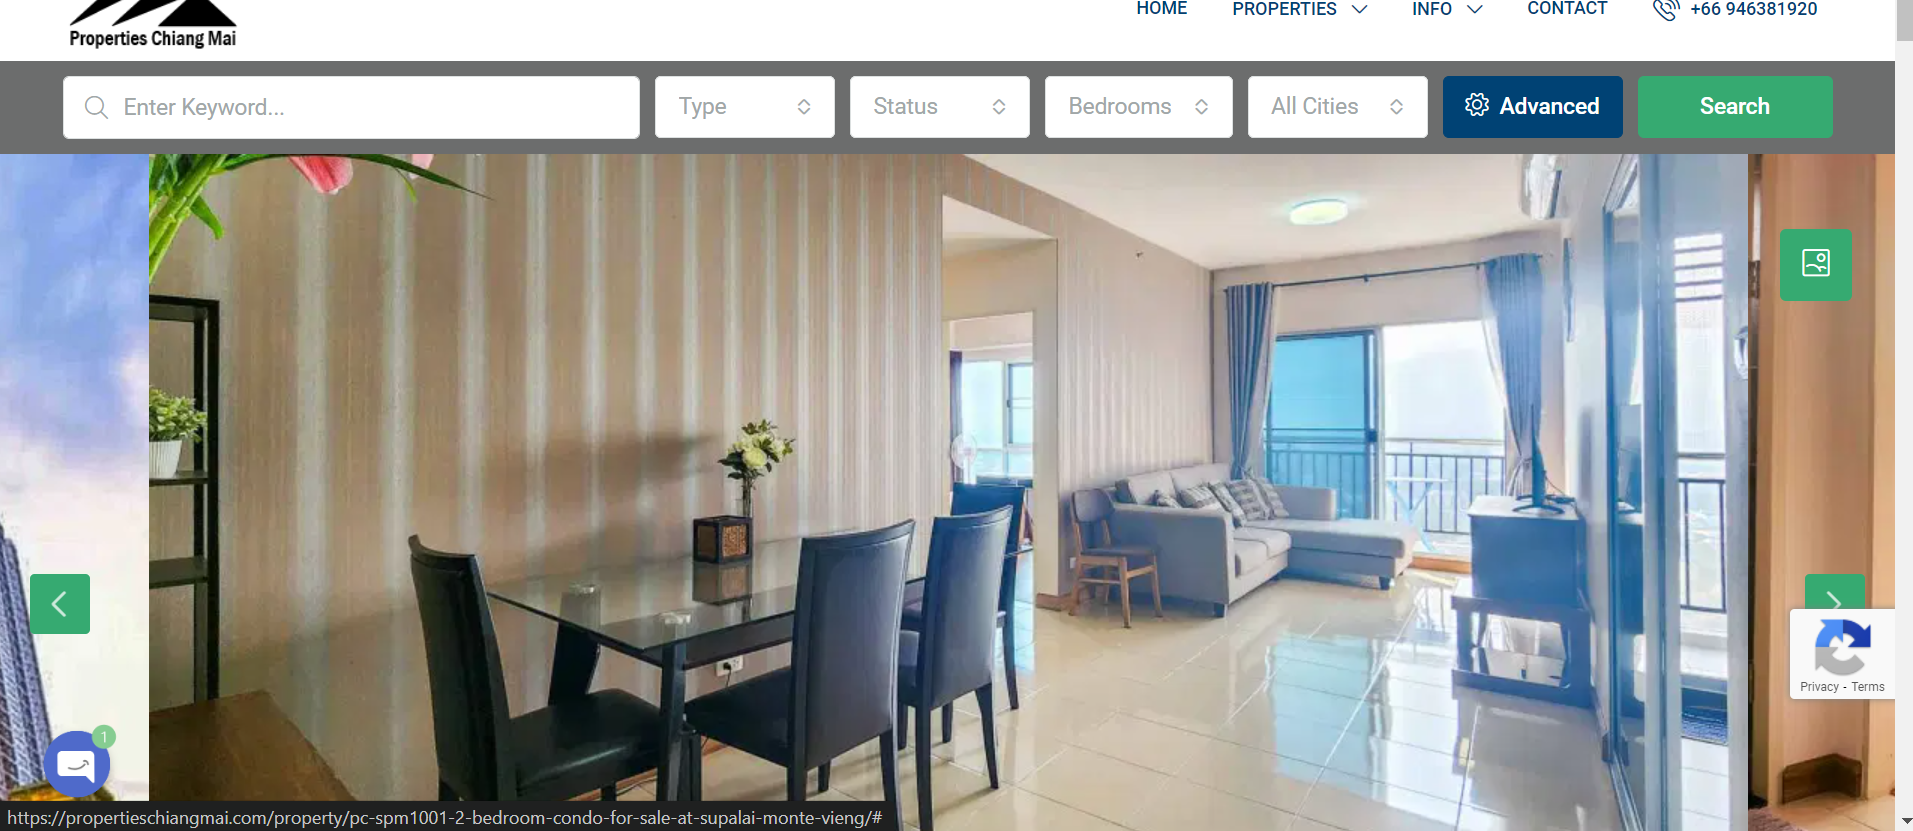 HOME PROPERTIES INFO CONTACT +66 946381920
Properties Chiang Mai
Enter Keyword... Type Status Bedrooms All Cities Advanced Search
Privacy - Terms
1
https://propertieschiangmai.com/property/pc-spm1001-2-bedroom-condo-for-sale-at-supalai-monte-vieng/#